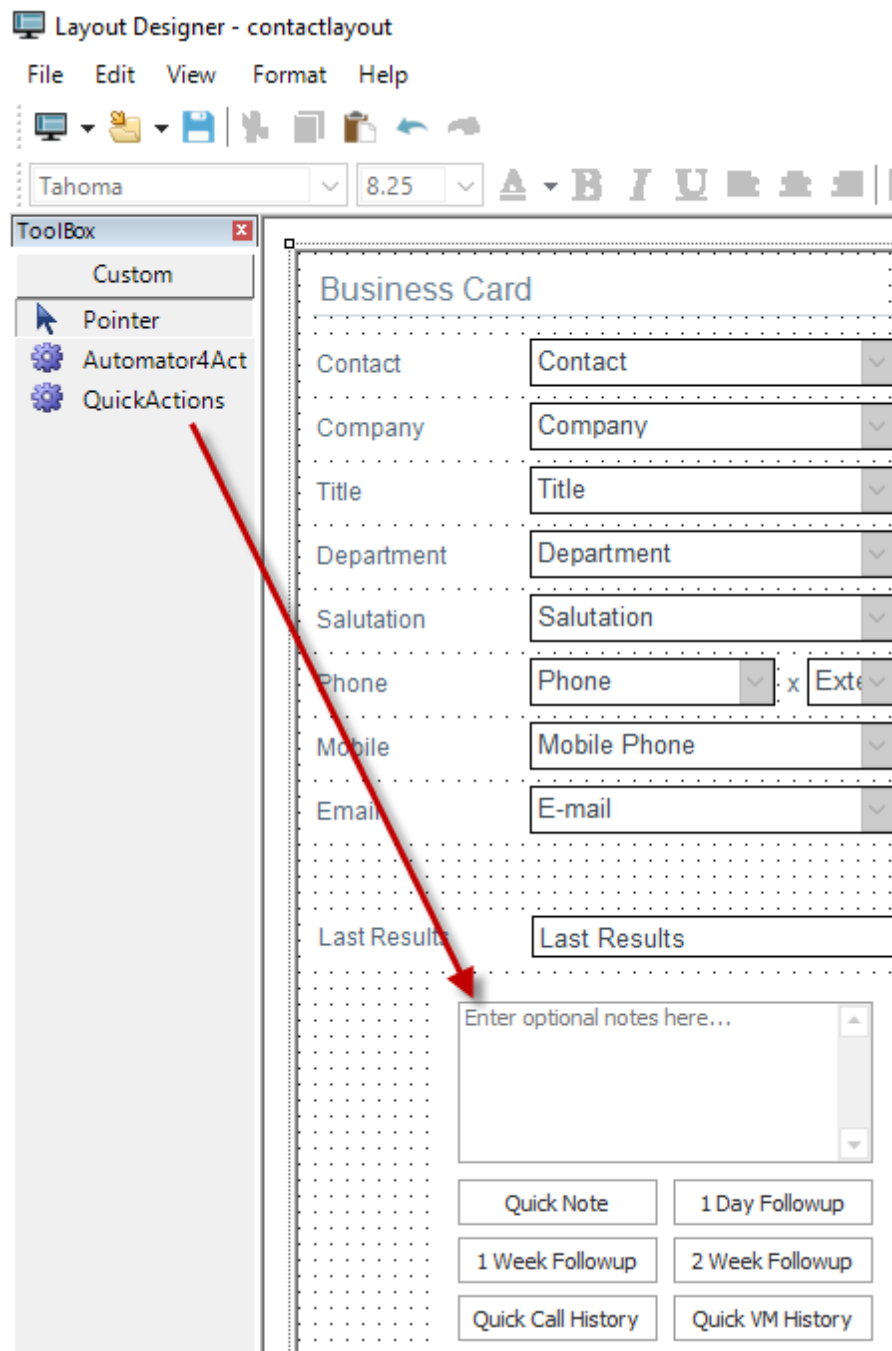 Layout Designer - contactlayout
File Edit View Format Help
Tahoma 8.25 A B I U
ToolBox
Custom
Pointer
Automator4Act
QuickActions
Business Card
Contact Contact
Company Company
Title Title
Department Department
Salutation Salutation
Phone Phone x Exte
Mobile Mobile Phone
Email E-mail
Last Results Last Results
Enter optional notes here...
Quick Note 1 Day Followup
1 Week Followup 2 Week Followup
Quick Call History Quick VM History